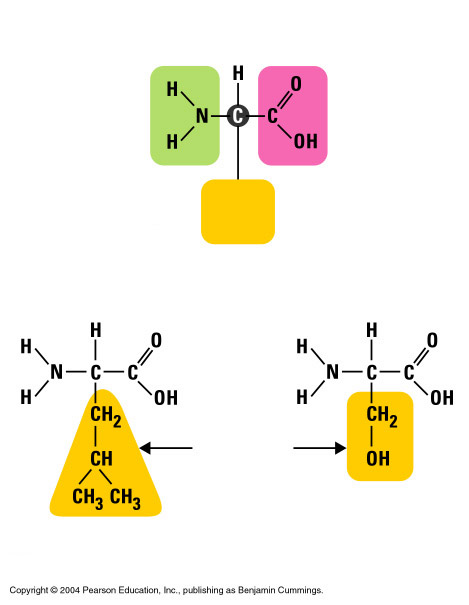 H
H O
N C C
H OH
H H
H O H O
N C C N C C
H OH H OH
CH2 CH2
CH OH
CH3 CH3
Copyright © 2004 Pearson Education, Inc., publishing as Benjamin Cummings.